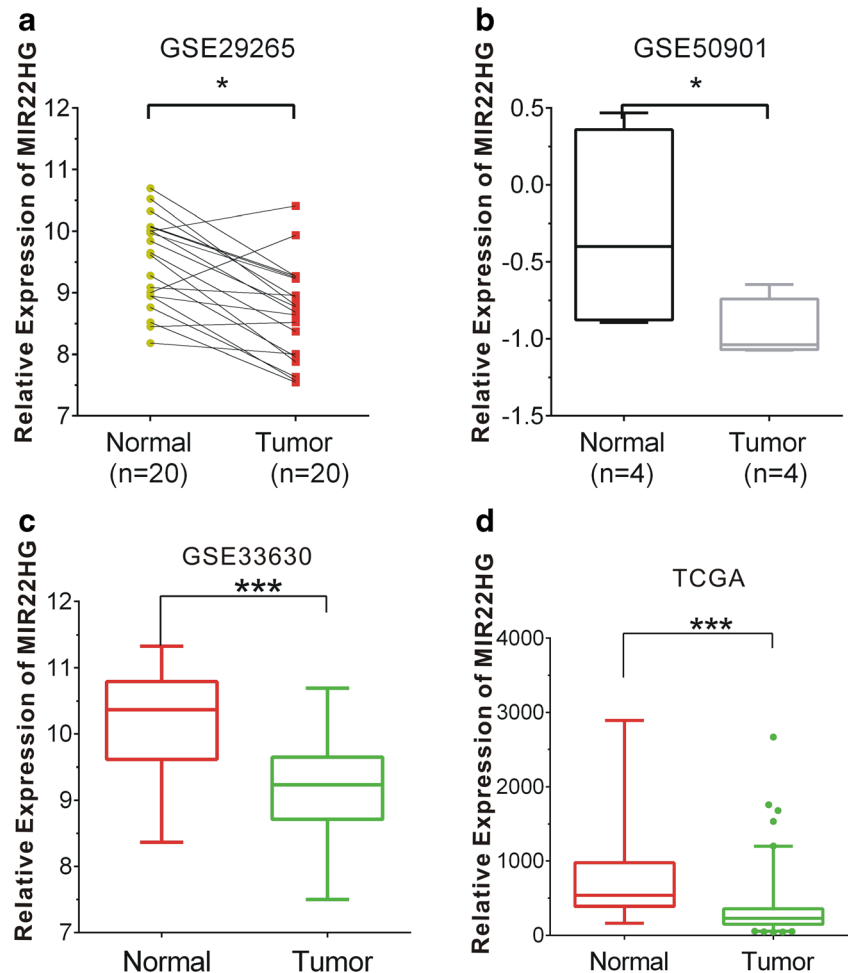 a
GSE29265
*
Relative Expression of MIR22HG
12
11
10
9
8
7
Normal
(n=20)
Tumor
(n=20)
b
GSE50901
*
Relative Expression of MIR22HG
0.5
0.0
-0.5
-1.0
-1.5
Normal
(n=4)
Tumor
(n=4)
c
GSE33630
***
Relative Expression of MIR22HG
12
11
10
9
8
7
Normal
Tumor
d
TCGA
***
Relative Expression of MIR22HG
4000
3000
2000
1000
0
Normal
Tumor